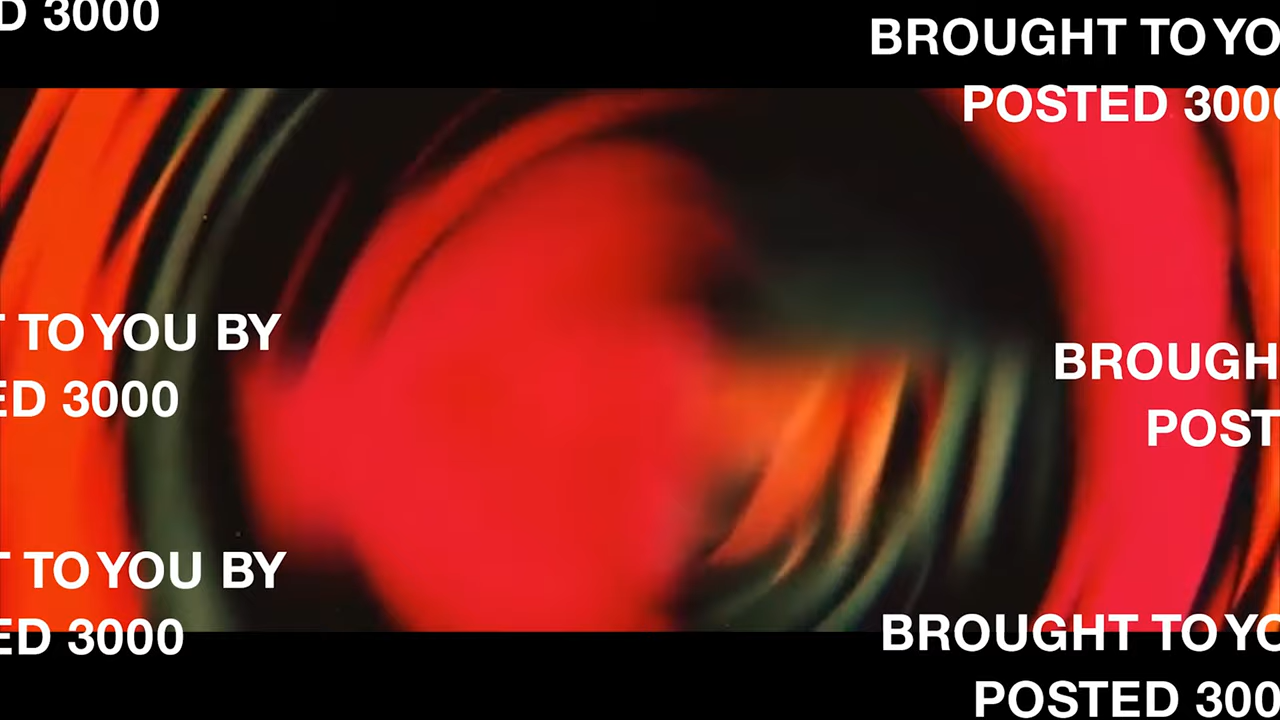 D 3000
BROUGHT TO YO
POSTED 3000
TO YOU BY
ED 3000
BROUGH
POST
TO YOU BY
ED 3000
BROUGHT TO YO
POSTED 300